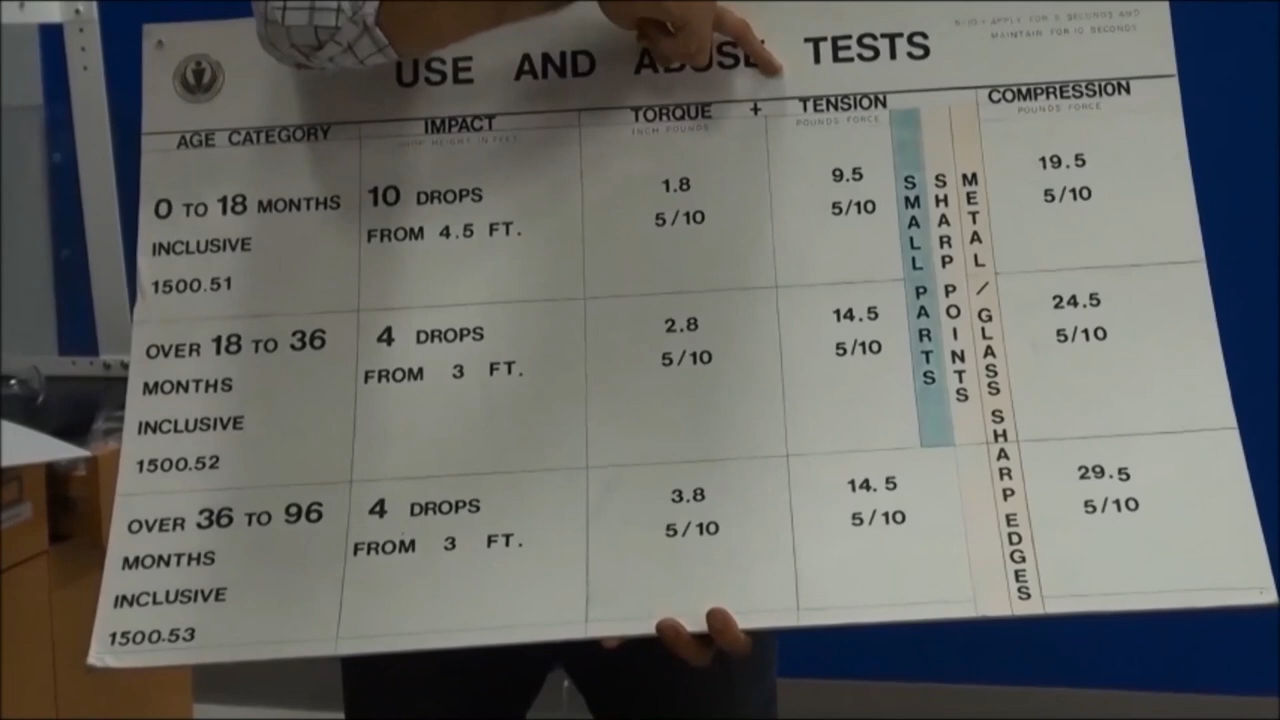 5/10 - APPLY FOR 5 SECONDS AND
MAINTAIN FOR 10 SECONDS
USE AND ABUSE TESTS
AGE CATEGORY
IMPACT
TORQUE + TENSION
COMPRESSION
INCH POUNDS
POUNDS FORCE
POUNDS FORCE
0 TO 18 MONTHS
INCLUSIVE
1500.51
10 DROPS
FROM 4.5 FT.
1.8
5/10
9.5
5/10
19.5
5/10
OVER 18 TO 36
MONTHS
INCLUSIVE
1500.52
4 DROPS
FROM 3 FT.
2.8
5/10
14.5
5/10
24.5
5/10
OVER 36 TO 96
MONTHS
INCLUSIVE
1500.53
4 DROPS
FROM 3 FT.
3.8
5/10
14.5
5/10
29.5
5/10
SMALL PARTS
SHARP POINTS
METAL / GLASS SHARP EDGES